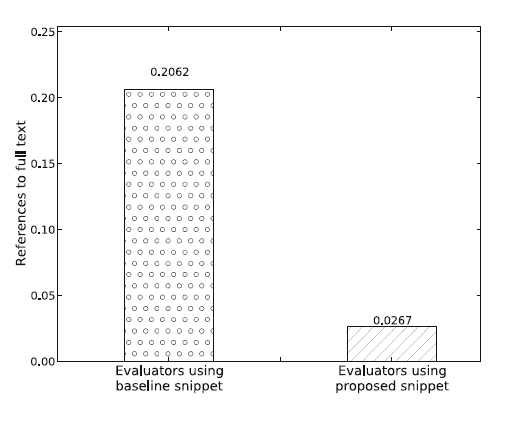 0.25
0.20
0.15
0.10
0.05
0.00
References to full text
0.2062
0.0267
Evaluators using
baseline snippet
Evaluators using
proposed snippet